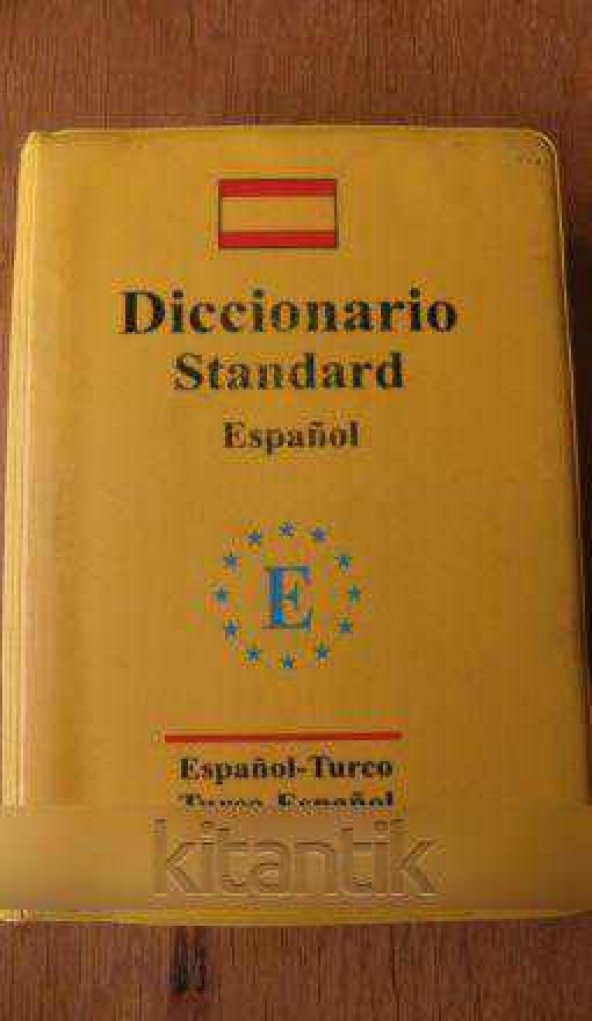 Diccionario
Standard
Español
E
Español-Turco
Turco-Español
kitantik